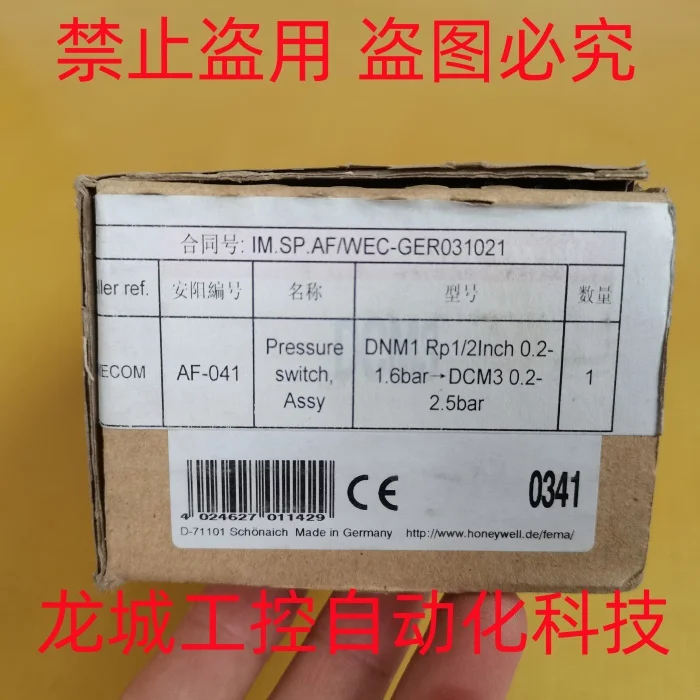 禁止盗用 盗图必究
合同号: IM.SP.AF/WEC-GER031021
ller ref. 安阳編号 名称 型号 数量
ECOM AF-041 Pressure switch, Assy DNM1 Rp1/2Inch 0.2-1.6bar→DCM3 0.2-2.5bar 1
CE 0341
4 024627 011429
D-71101 Schönaich Made in Germany http://www.honeywell.de/fema/
龙城工控自动化科技